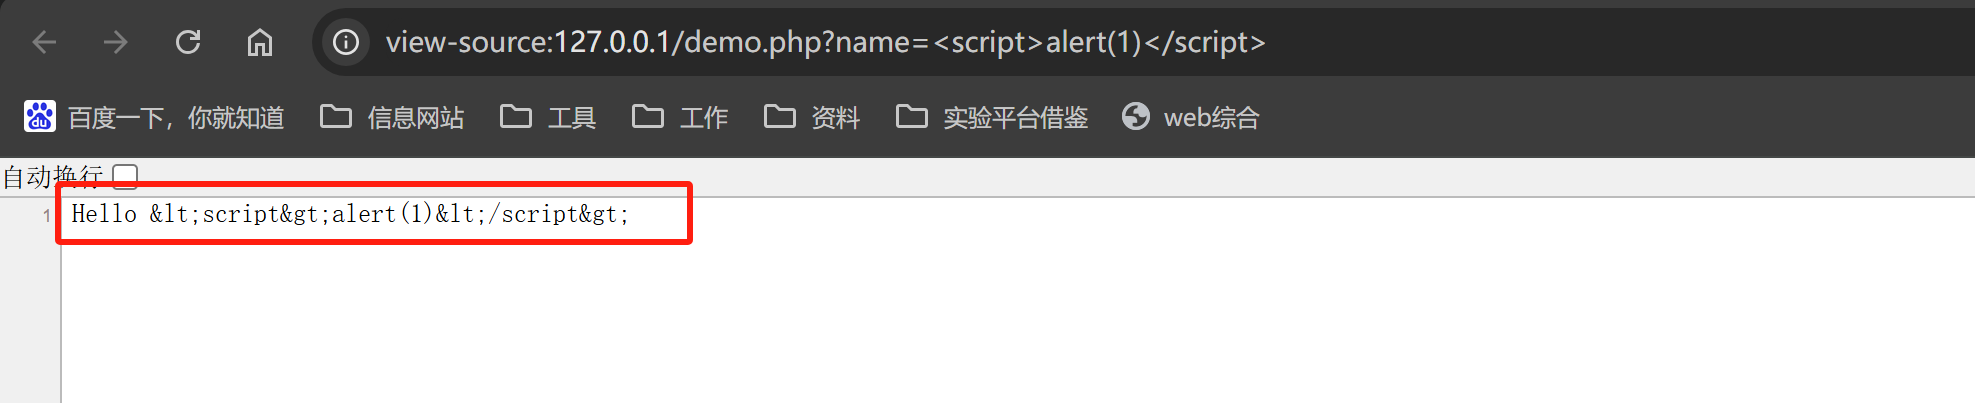 view-source:127.0.0.1/demo.php?name=<script>alert(1)</script>
du 百度一下，你就知道 信息网站 工具 工作 资料 实验平台借鉴 web综合
自动换行
1 Hello &lt;script&gt;alert(1)&lt;/script&gt;